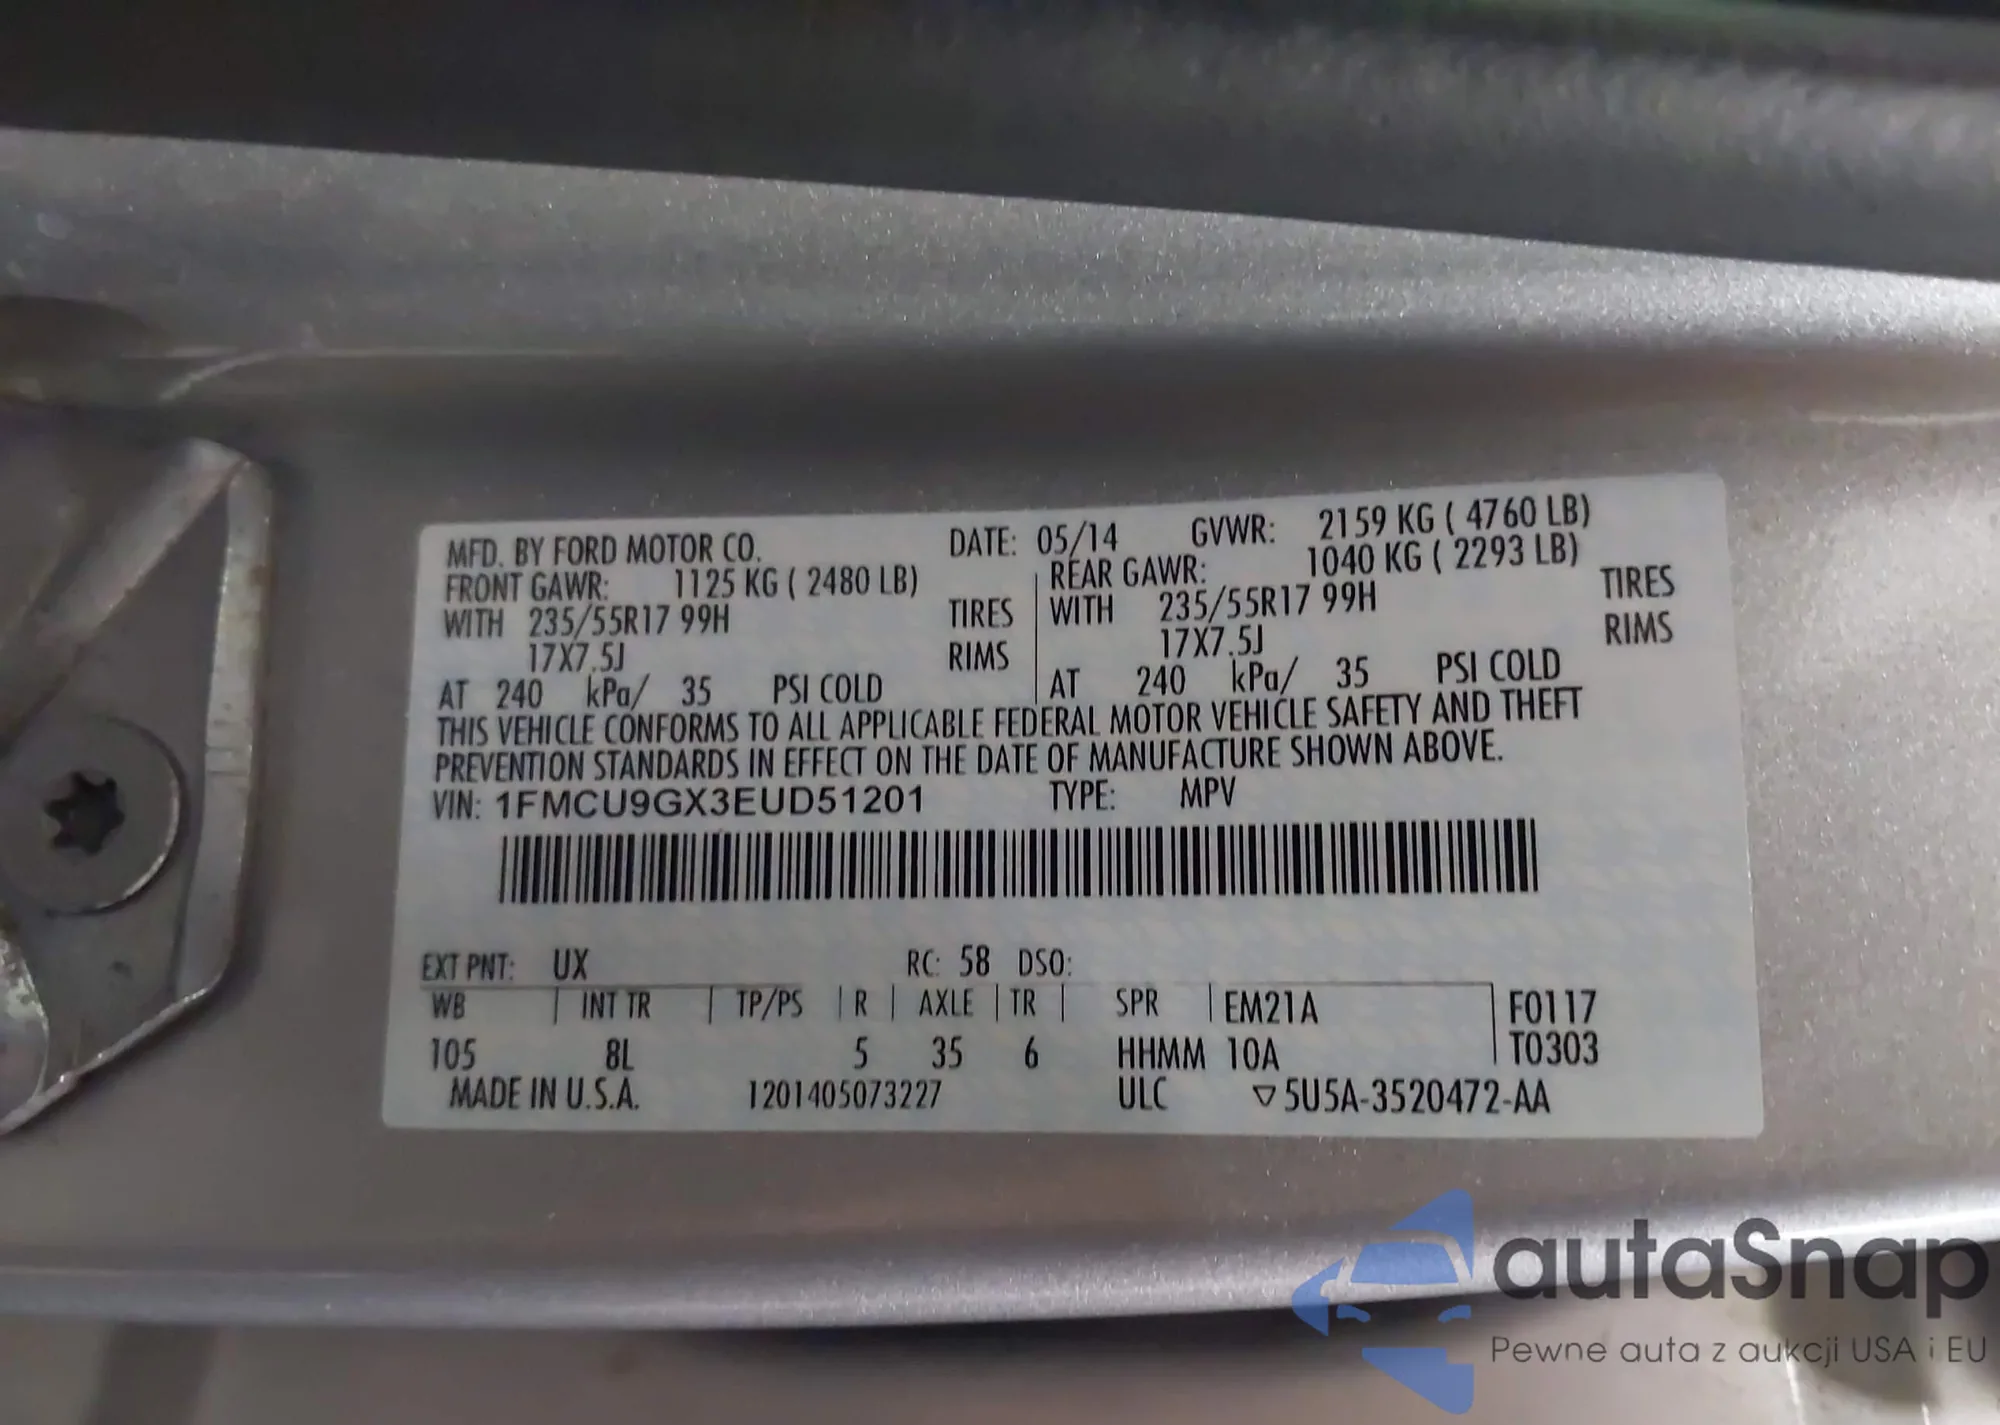 MFD. BY FORD MOTOR CO. DATE: 05/14 GVWR: 2159 KG ( 4760 LB)
FRONT GAWR: 1125 KG ( 2480 LB) REAR GAWR: 1040 KG ( 2293 LB)
WITH 235/55R17 99H TIRES WITH 235/55R17 99H TIRES
17X7.5J RIMS 17X7.5J RIMS
AT 240 kPa/ 35 PSI COLD AT 240 kPa/ 35 PSI COLD
THIS VEHICLE CONFORMS TO ALL APPLICABLE FEDERAL MOTOR VEHICLE SAFETY AND THEFT
PREVENTION STANDARDS IN EFFECT ON THE DATE OF MANUFACTURE SHOWN ABOVE.
VIN: 1FMCU9GX3EUD51201 TYPE: MPV
EXT PNT: UX RC: 58 DSO:
WB INT TR TP/PS R AXLE TR SPR EM21A F0117
105 8L 5 35 6 HHMM 10A T0303
MADE IN U.S.A. 1201405073227 ULC ▽5U5A-3520472-AA
autaSnap
Pewne auta z aukcji USA i EU